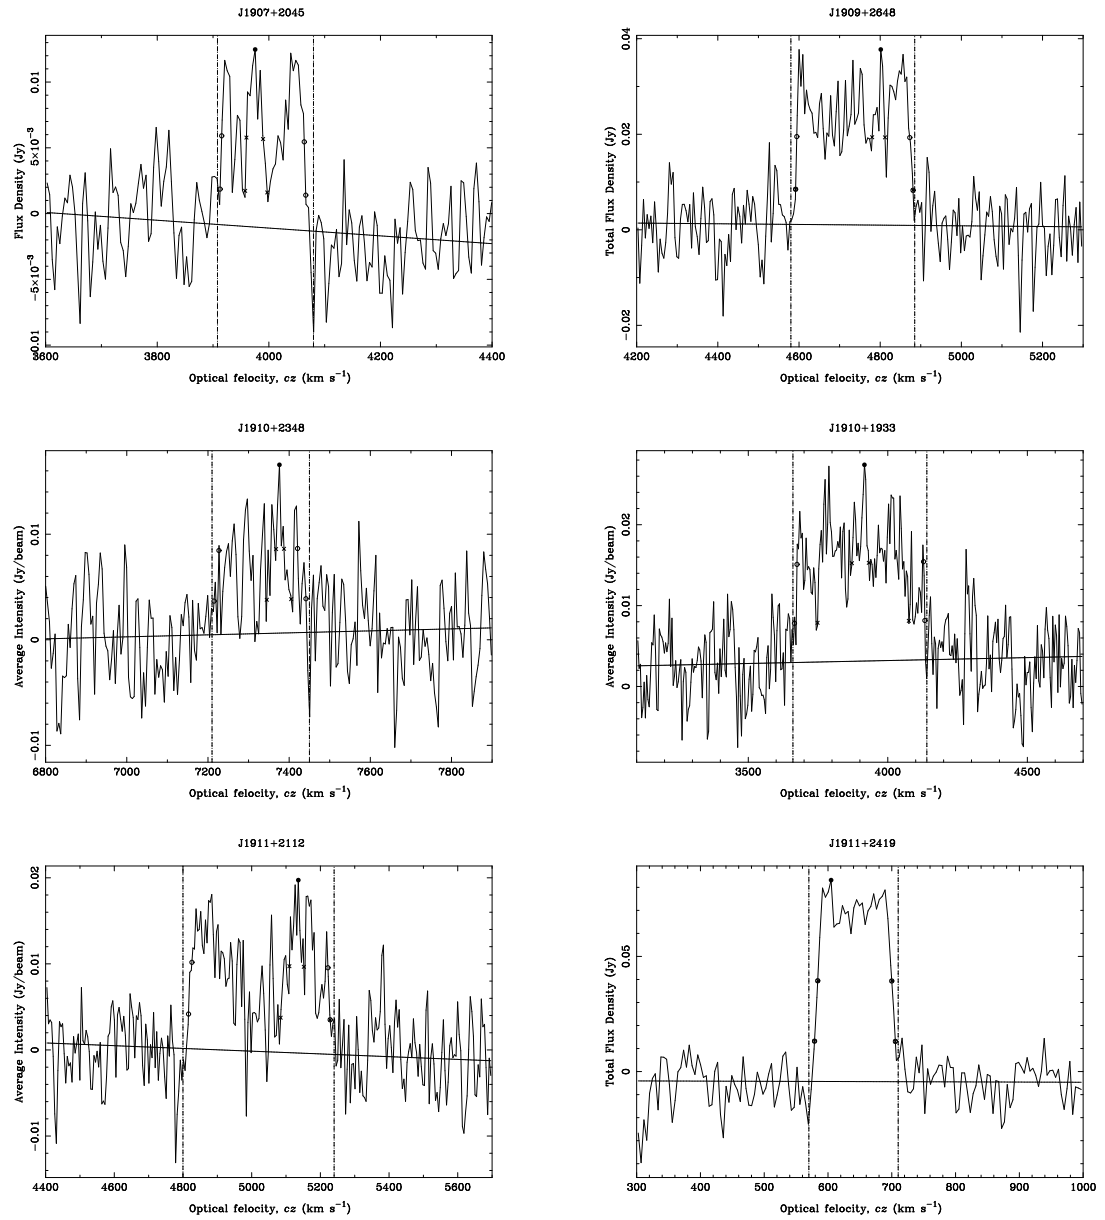 J1907+2045
Flux Density (Jy)
0.01
5×10⁻³
0
−5×10⁻³
−0.01
3600 3800 4000 4200 4400
Optical felocity, cz (km s⁻¹)
J1909+2648
Total Flux Density (Jy)
0.04
0.02
0
−0.02
4200 4400 4600 4800 5000 5200
Optical felocity, cz (km s⁻¹)
J1910+2348
Average Intensity (Jy/beam)
0.01
0
−0.01
6800 7000 7200 7400 7600 7800
Optical felocity, cz (km s⁻¹)
J1910+1933
Average Intensity (Jy/beam)
0.02
0.01
0
3500 4000 4500
Optical felocity, cz (km s⁻¹)
J1911+2112
Average Intensity (Jy/beam)
0.02
0.01
0
−0.01
4400 4600 4800 5000 5200 5400 5600
Optical felocity, cz (km s⁻¹)
J1911+2419
Total Flux Density (Jy)
0.05
0
300 400 500 600 700 800 900 1000
Optical felocity, cz (km s⁻¹)